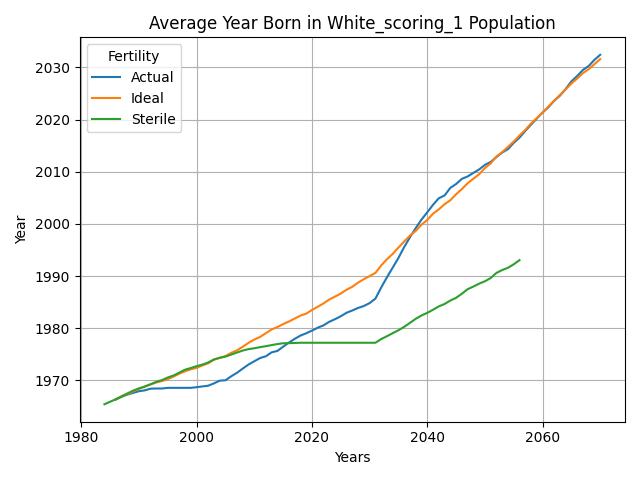 Average Year Born in White_scoring_1 Population
Fertility
Actual
Ideal
Sterile
Year
2030
2020
2010
2000
1990
1980
1970
1980
2000
2020
2040
2060
Years